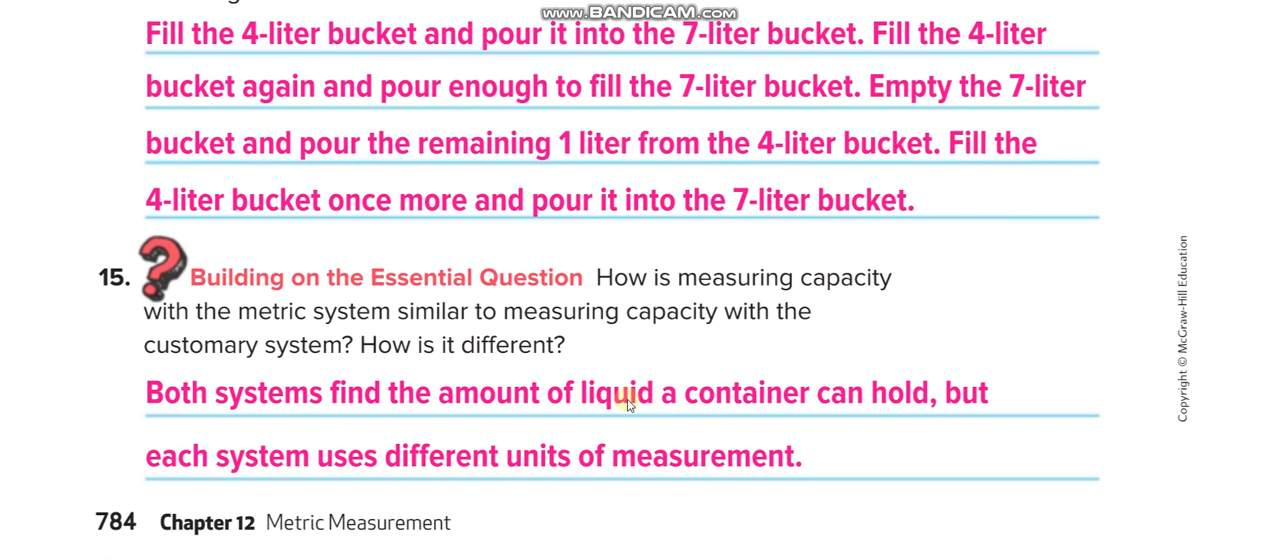 www.BANDICAM.com
Fill the 4-liter bucket and pour it into the 7-liter bucket. Fill the 4-liter
bucket again and pour enough to fill the 7-liter bucket. Empty the 7-liter
bucket and pour the remaining 1 liter from the 4-liter bucket. Fill the
4-liter bucket once more and pour it into the 7-liter bucket.
15. ? Building on the Essential Question How is measuring capacity
with the metric system similar to measuring capacity with the
customary system? How is it different?
Both systems find the amount of liquid a container can hold, but
each system uses different units of measurement.
784 Chapter 12 Metric Measurement
Copyright © McGraw-Hill Education